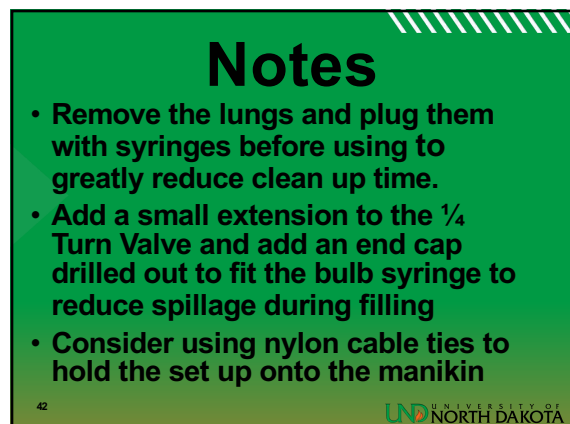 Notes
• Remove the lungs and plug them
with syringes before using to
greatly reduce clean up time.
• Add a small extension to the ¼
Turn Valve and add an end cap
drilled out to fit the bulb syringe to
reduce spillage during filling
• Consider using nylon cable ties to
hold the set up onto the manikin
42
UND UNIVERSITY OF
NORTH DAKOTA